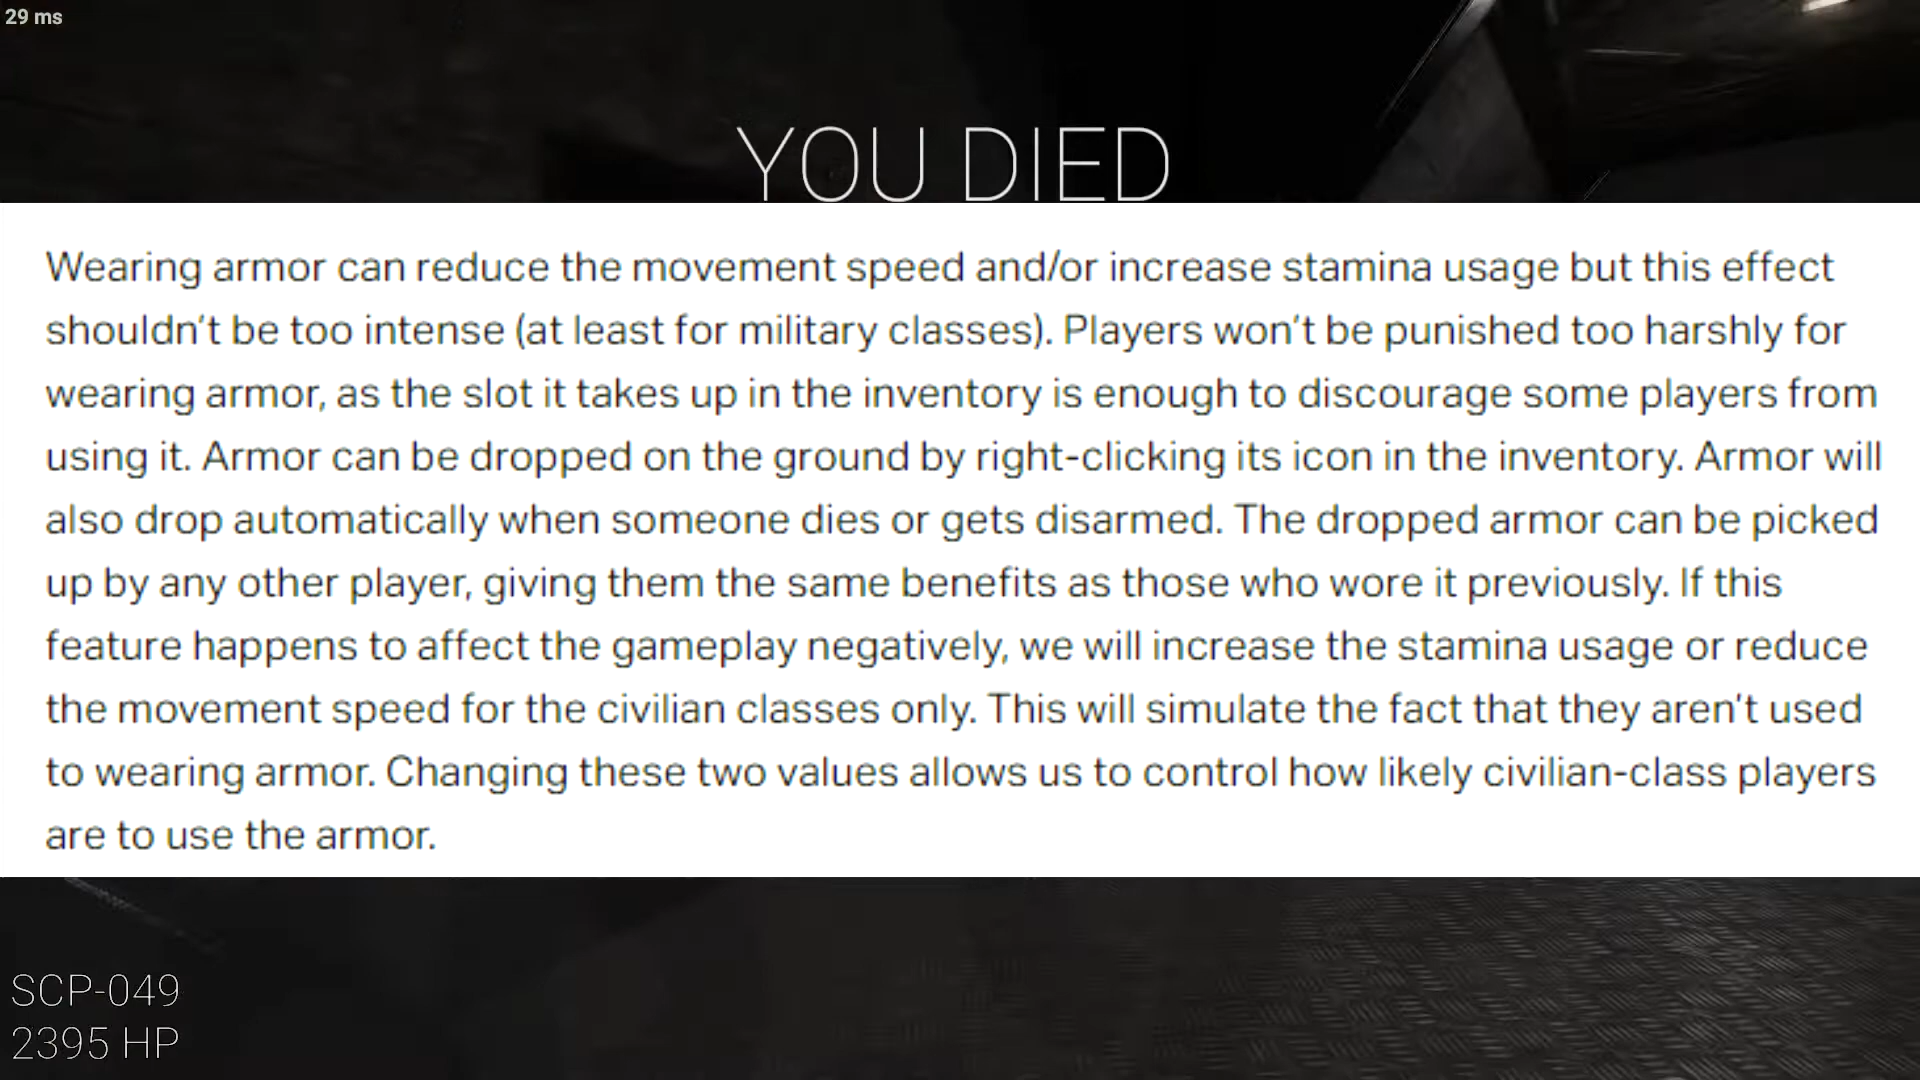 29 ms
YOU DIED
Wearing armor can reduce the movement speed and/or increase stamina usage but this effect
shouldn't be too intense (at least for military classes). Players won't be punished too harshly for
wearing armor, as the slot it takes up in the inventory is enough to discourage some players from
using it. Armor can be dropped on the ground by right-clicking its icon in the inventory. Armor will
also drop automatically when someone dies or gets disarmed. The dropped armor can be picked
up by any other player, giving them the same benefits as those who wore it previously. If this
feature happens to affect the gameplay negatively, we will increase the stamina usage or reduce
the movement speed for the civilian classes only. This will simulate the fact that they aren't used
to wearing armor. Changing these two values allows us to control how likely civilian-class players
are to use the armor.
SCP-049
2395 HP